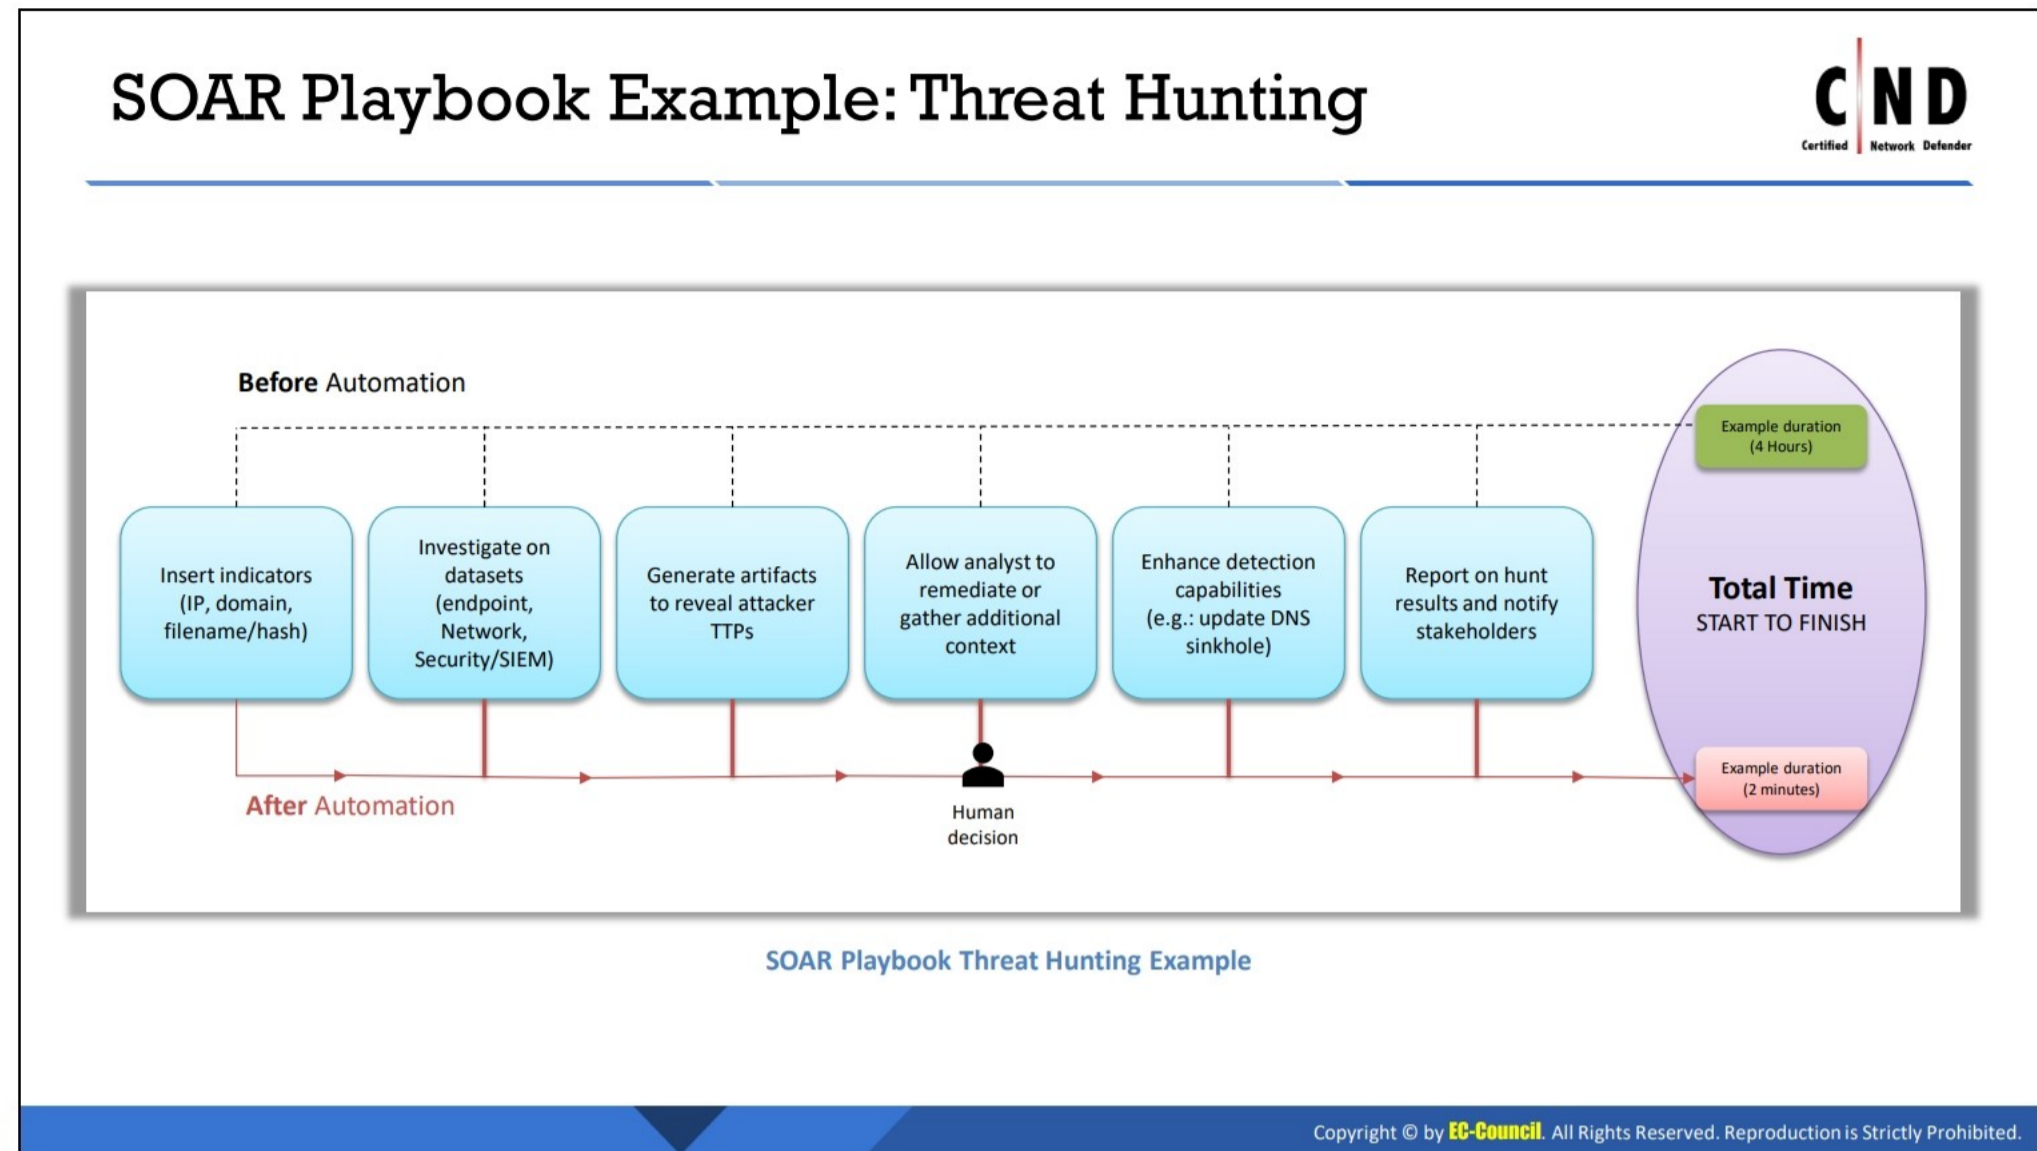 SOAR Playbook Example: Threat Hunting
C|ND
Certified Network Defender
Before Automation
Insert indicators
(IP, domain,
filename/hash)
Investigate on
datasets
(endpoint,
Network,
Security/SIEM)
Generate artifacts
to reveal attacker
TTPs
Allow analyst to
remediate or
gather additional
context
Enhance detection
capabilities
(e.g.: update DNS
sinkhole)
Report on hunt
results and notify
stakeholders
Example duration
(4 Hours)
Total Time
START TO FINISH
Example duration
(2 minutes)
After Automation
Human
decision
SOAR Playbook Threat Hunting Example
Copyright © by EC-Council. All Rights Reserved. Reproduction is Strictly Prohibited.